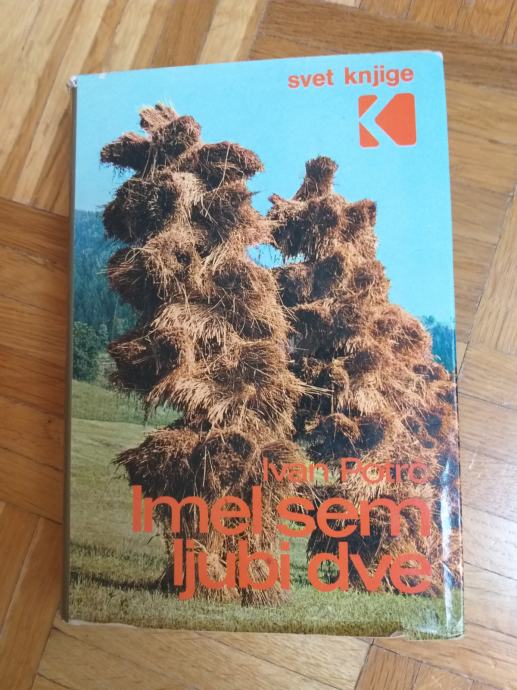 svet knjige
Ivan Potrč
Imel sem
ljubi dve